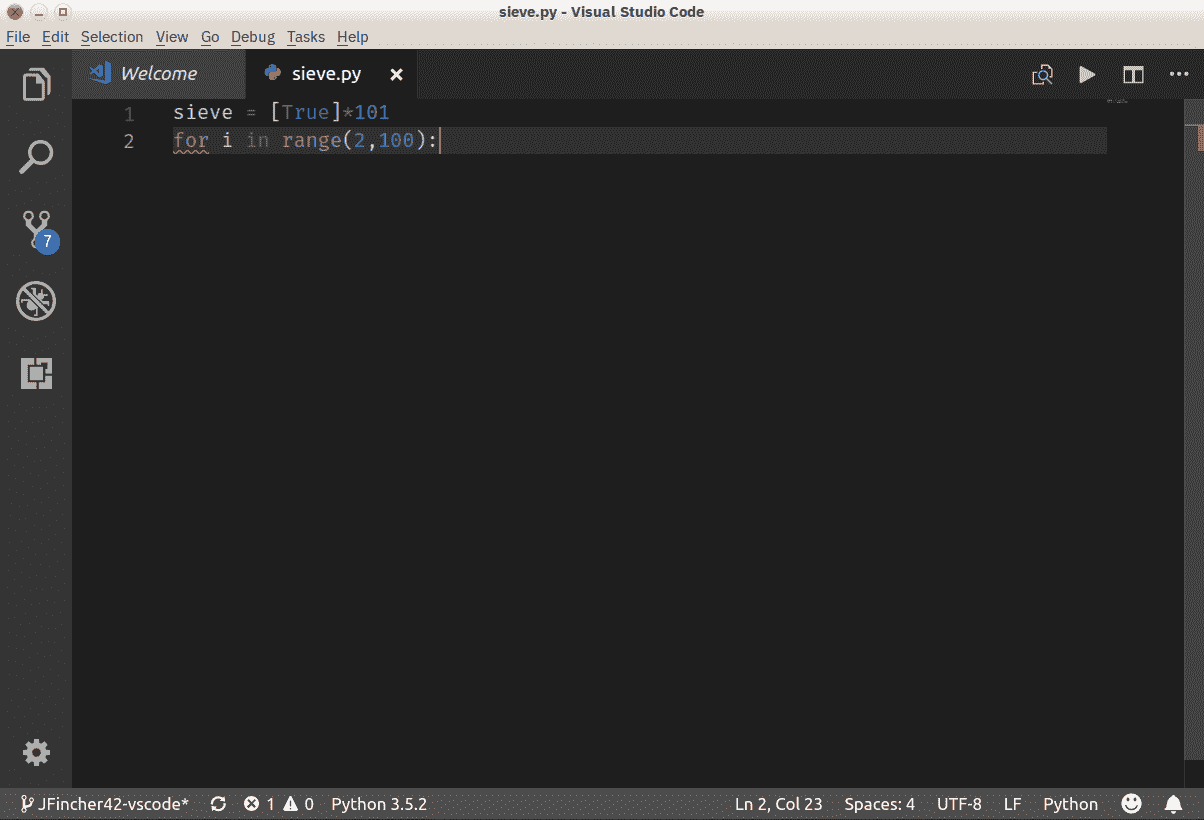 sieve.py - Visual Studio Code
File Edit Selection View Go Debug Tasks Help
Welcome sieve.py
1 sieve = [True]*101
2 for i in range(2,100):
7
JFincher42-vscode* 1 0 Python 3.5.2 Ln 2, Col 23 Spaces: 4 UTF-8 LF Python